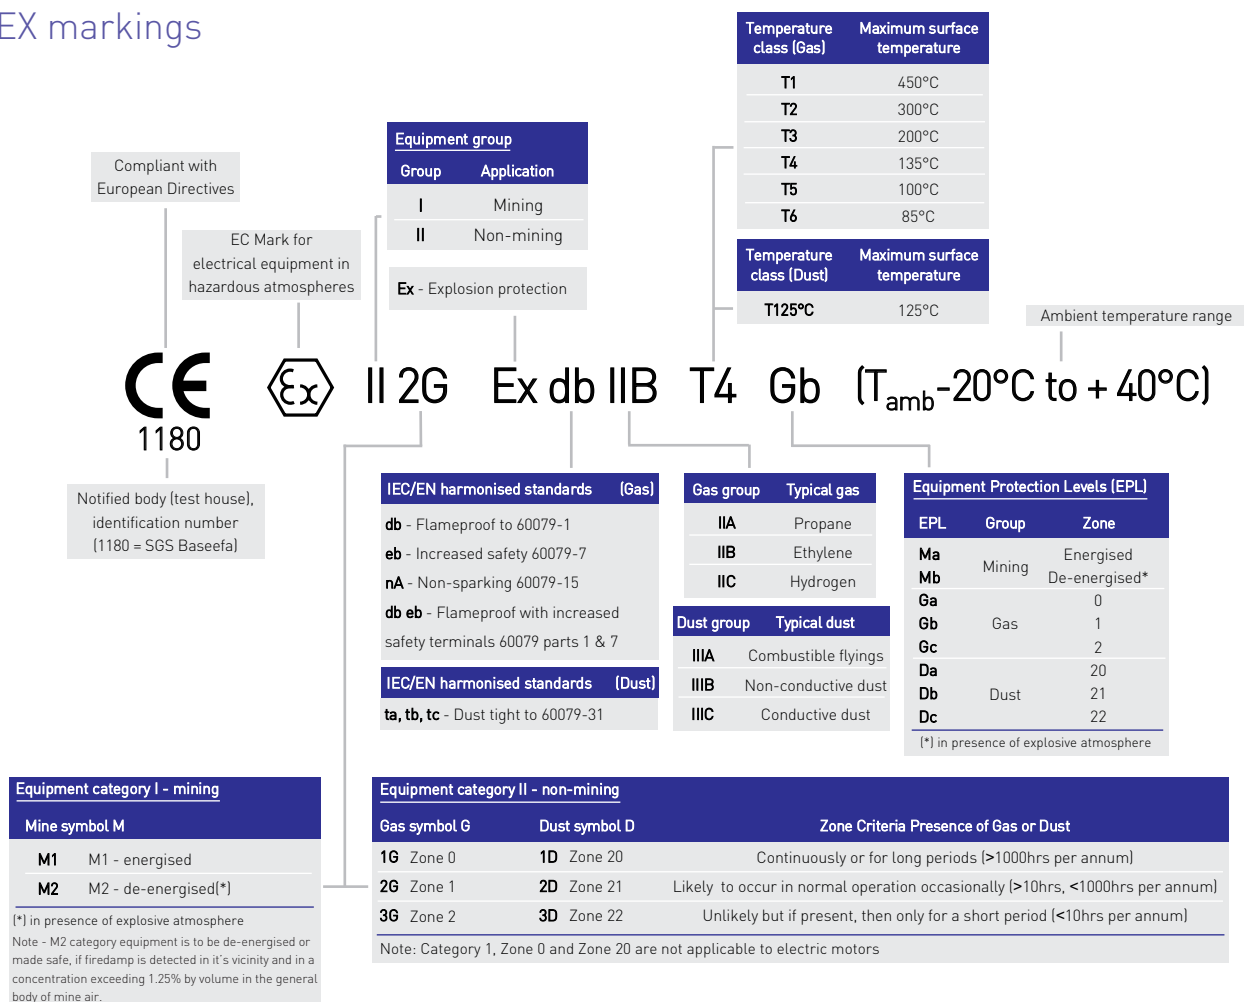 EX markings
Temperature class (Gas) Maximum surface temperature
T1 450°C
T2 300°C
T3 200°C
T4 135°C
T5 100°C
T6 85°C
Temperature class (Dust) Maximum surface temperature
T125°C 125°C
Equipment group
Group Application
I Mining
II Non-mining
Compliant with
European Directives
EC Mark for
electrical equipment in
hazardous atmospheres
Ex - Explosion protection
Ambient temperature range
CE Ex II 2G Ex db IIB T4 Gb (Tamb-20°C to + 40°C)
1180
Notified body (test house),
identification number
(1180 = SGS Baseefa)
IEC/EN harmonised standards (Gas)
db - Flameproof to 60079-1
eb - Increased safety 60079-7
nA - Non-sparking 60079-15
db eb - Flameproof with increased
safety terminals 60079 parts 1 & 7
IEC/EN harmonised standards (Dust)
ta, tb, tc - Dust tight to 60079-31
Gas group Typical gas
IIA Propane
IIB Ethylene
IIC Hydrogen
Dust group Typical dust
IIIA Combustible flyings
IIIB Non-conductive dust
IIIC Conductive dust
Equipment Protection Levels (EPL)
EPL Group Zone
Ma Energised
Mining
Mb De-energised*
Ga 0
Gb Gas 1
Gc 2
Da 20
Db Dust 21
Dc 22
(*) in presence of explosive atmosphere
Equipment category I - mining
Mine symbol M
M1 M1 - energised
M2 M2 - de-energised(*)
(*) in presence of explosive atmosphere
Note - M2 category equipment is to be de-energised or
made safe, if firedamp is detected in it's vicinity and in a
concentration exceeding 1.25% by volume in the general
body of mine air.
Equipment category II - non-mining
Gas symbol G Dust symbol D Zone Criteria Presence of Gas or Dust
1G Zone 0 1D Zone 20 Continuously or for long periods (>1000hrs per annum)
2G Zone 1 2D Zone 21 Likely to occur in normal operation occasionally (>10hrs, <1000hrs per annum)
3G Zone 2 3D Zone 22 Unlikely but if present, then only for a short period (<10hrs per annum)
Note: Category 1, Zone 0 and Zone 20 are not applicable to electric motors